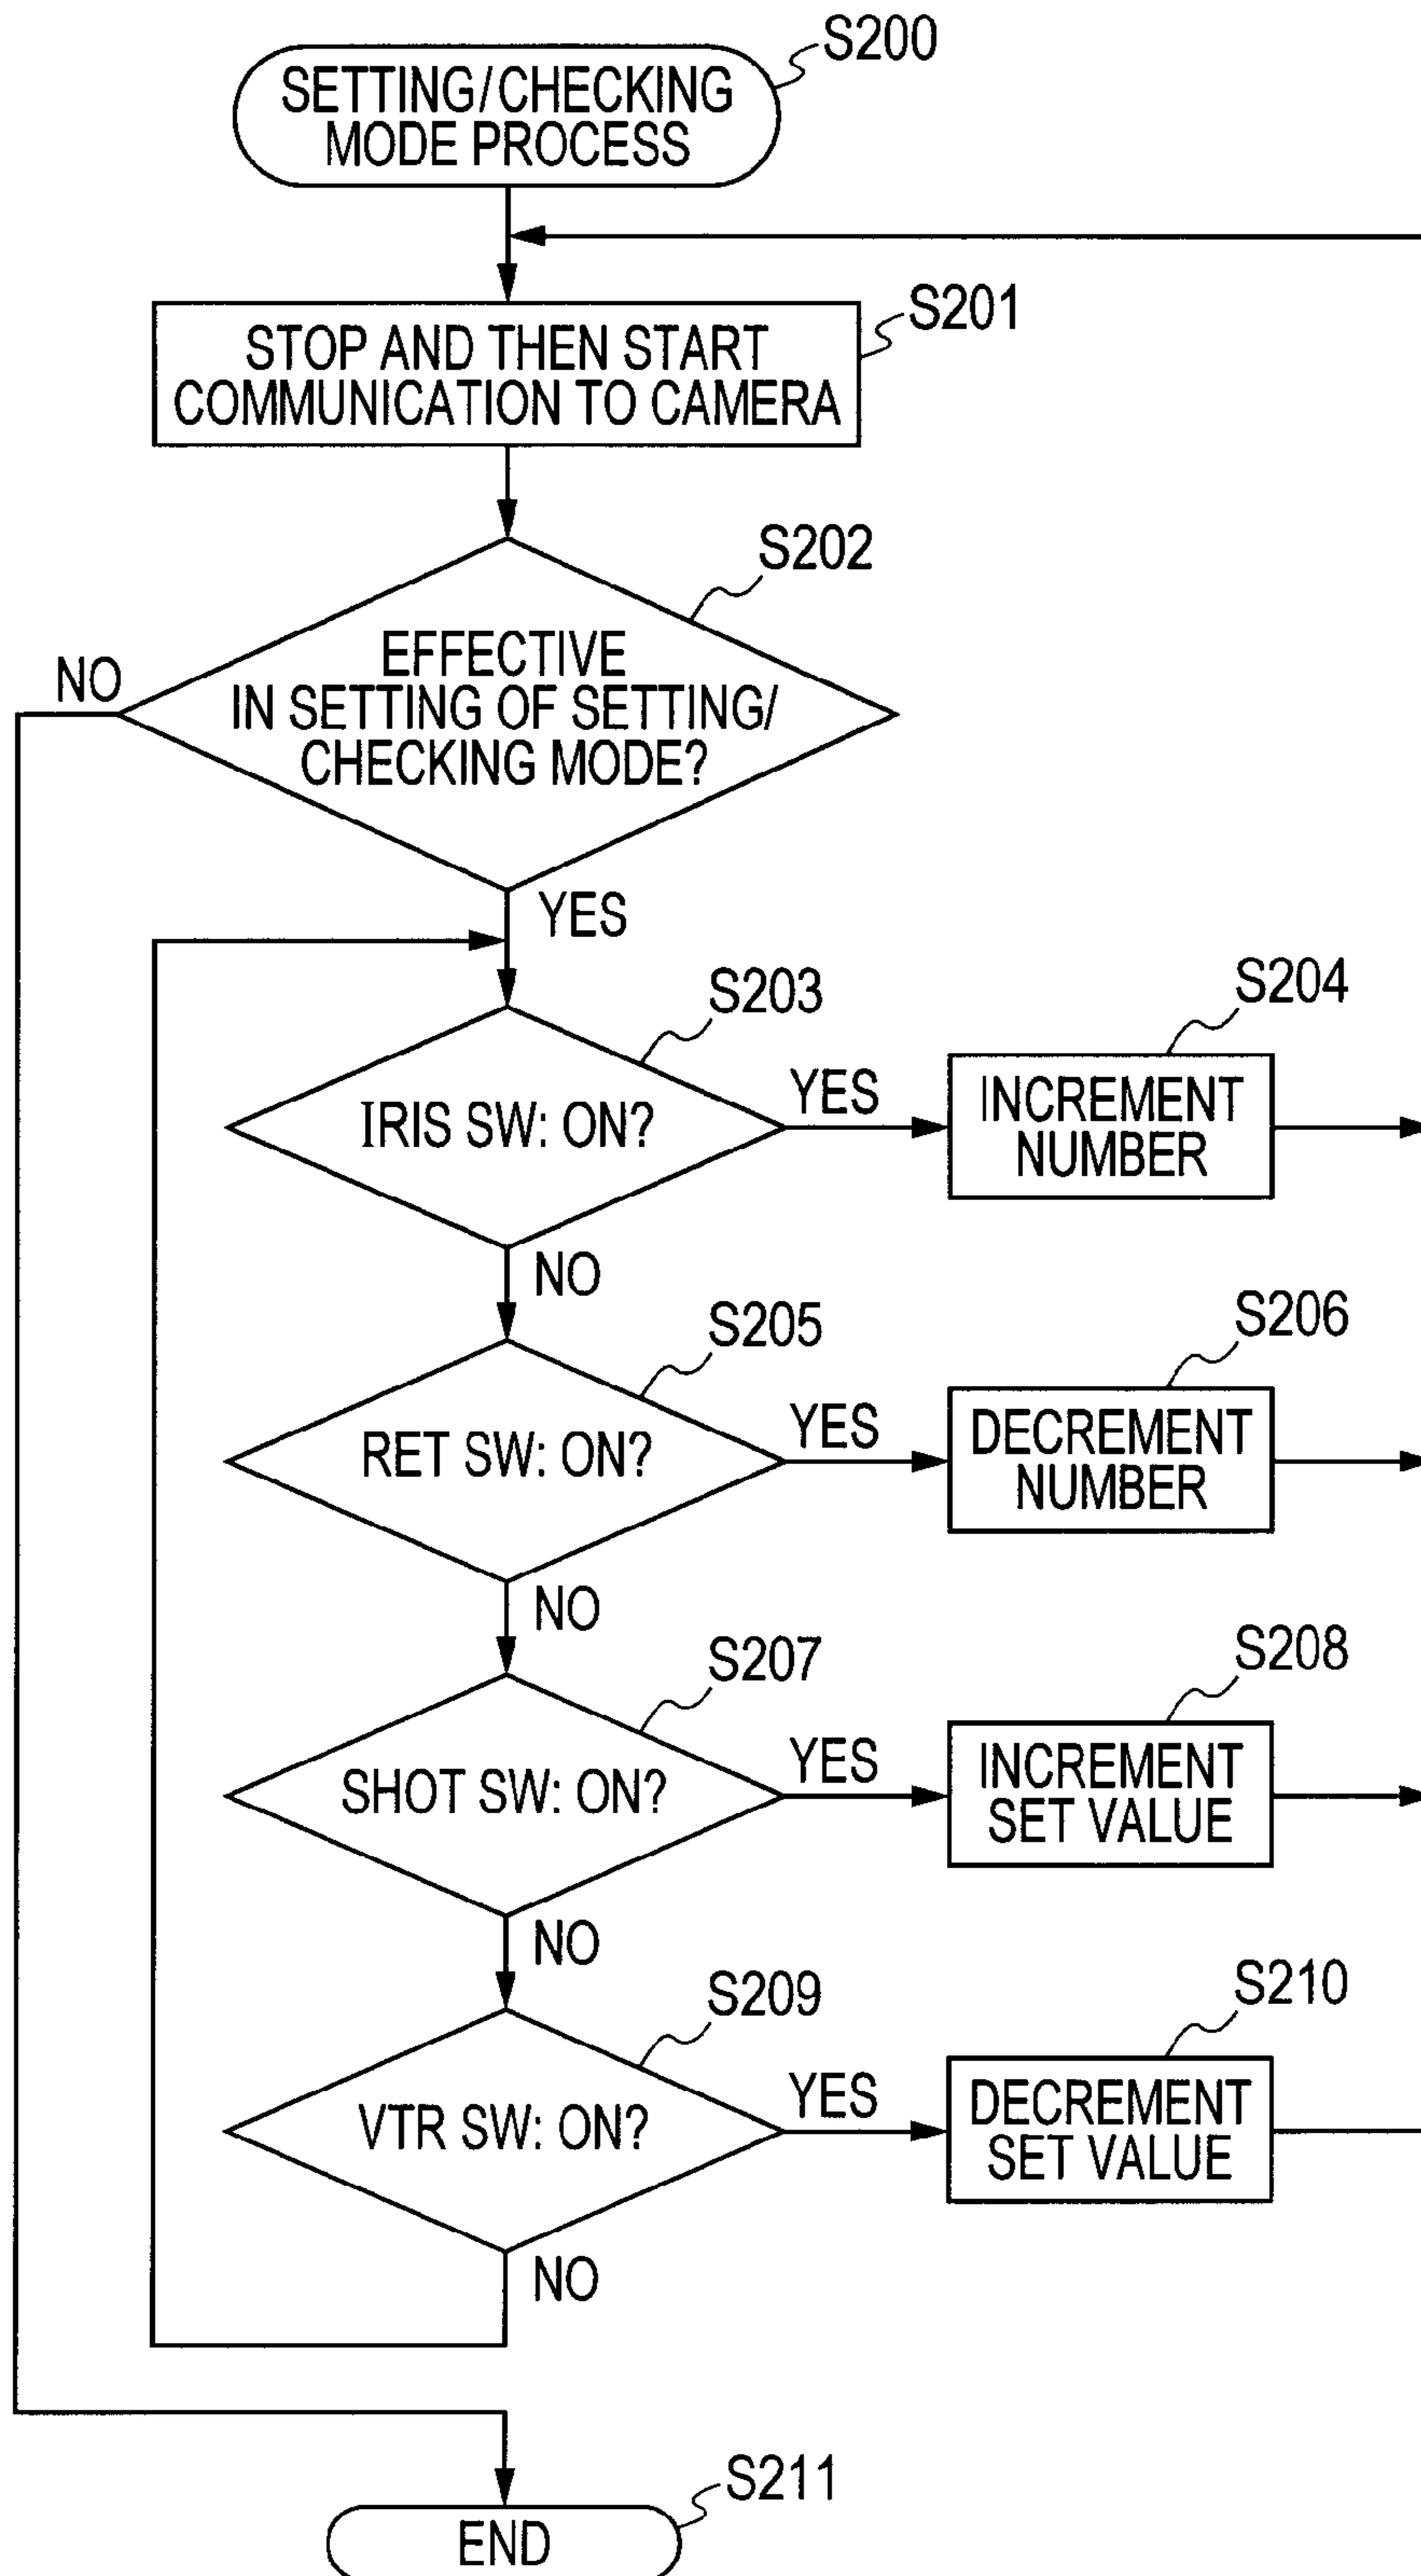 S200
SETTING/CHECKING
MODE PROCESS
S201
STOP AND THEN START
COMMUNICATION TO CAMERA
S202
EFFECTIVE
IN SETTING OF SETTING/
CHECKING MODE?
NO
YES
S203
IRIS SW: ON?
YES
S204
INCREMENT
NUMBER
NO
S205
RET SW: ON?
YES
S206
DECREMENT
NUMBER
NO
S207
SHOT SW: ON?
YES
S208
INCREMENT
SET VALUE
NO
S209
VTR SW: ON?
YES
S210
DECREMENT
SET VALUE
NO
S211
END